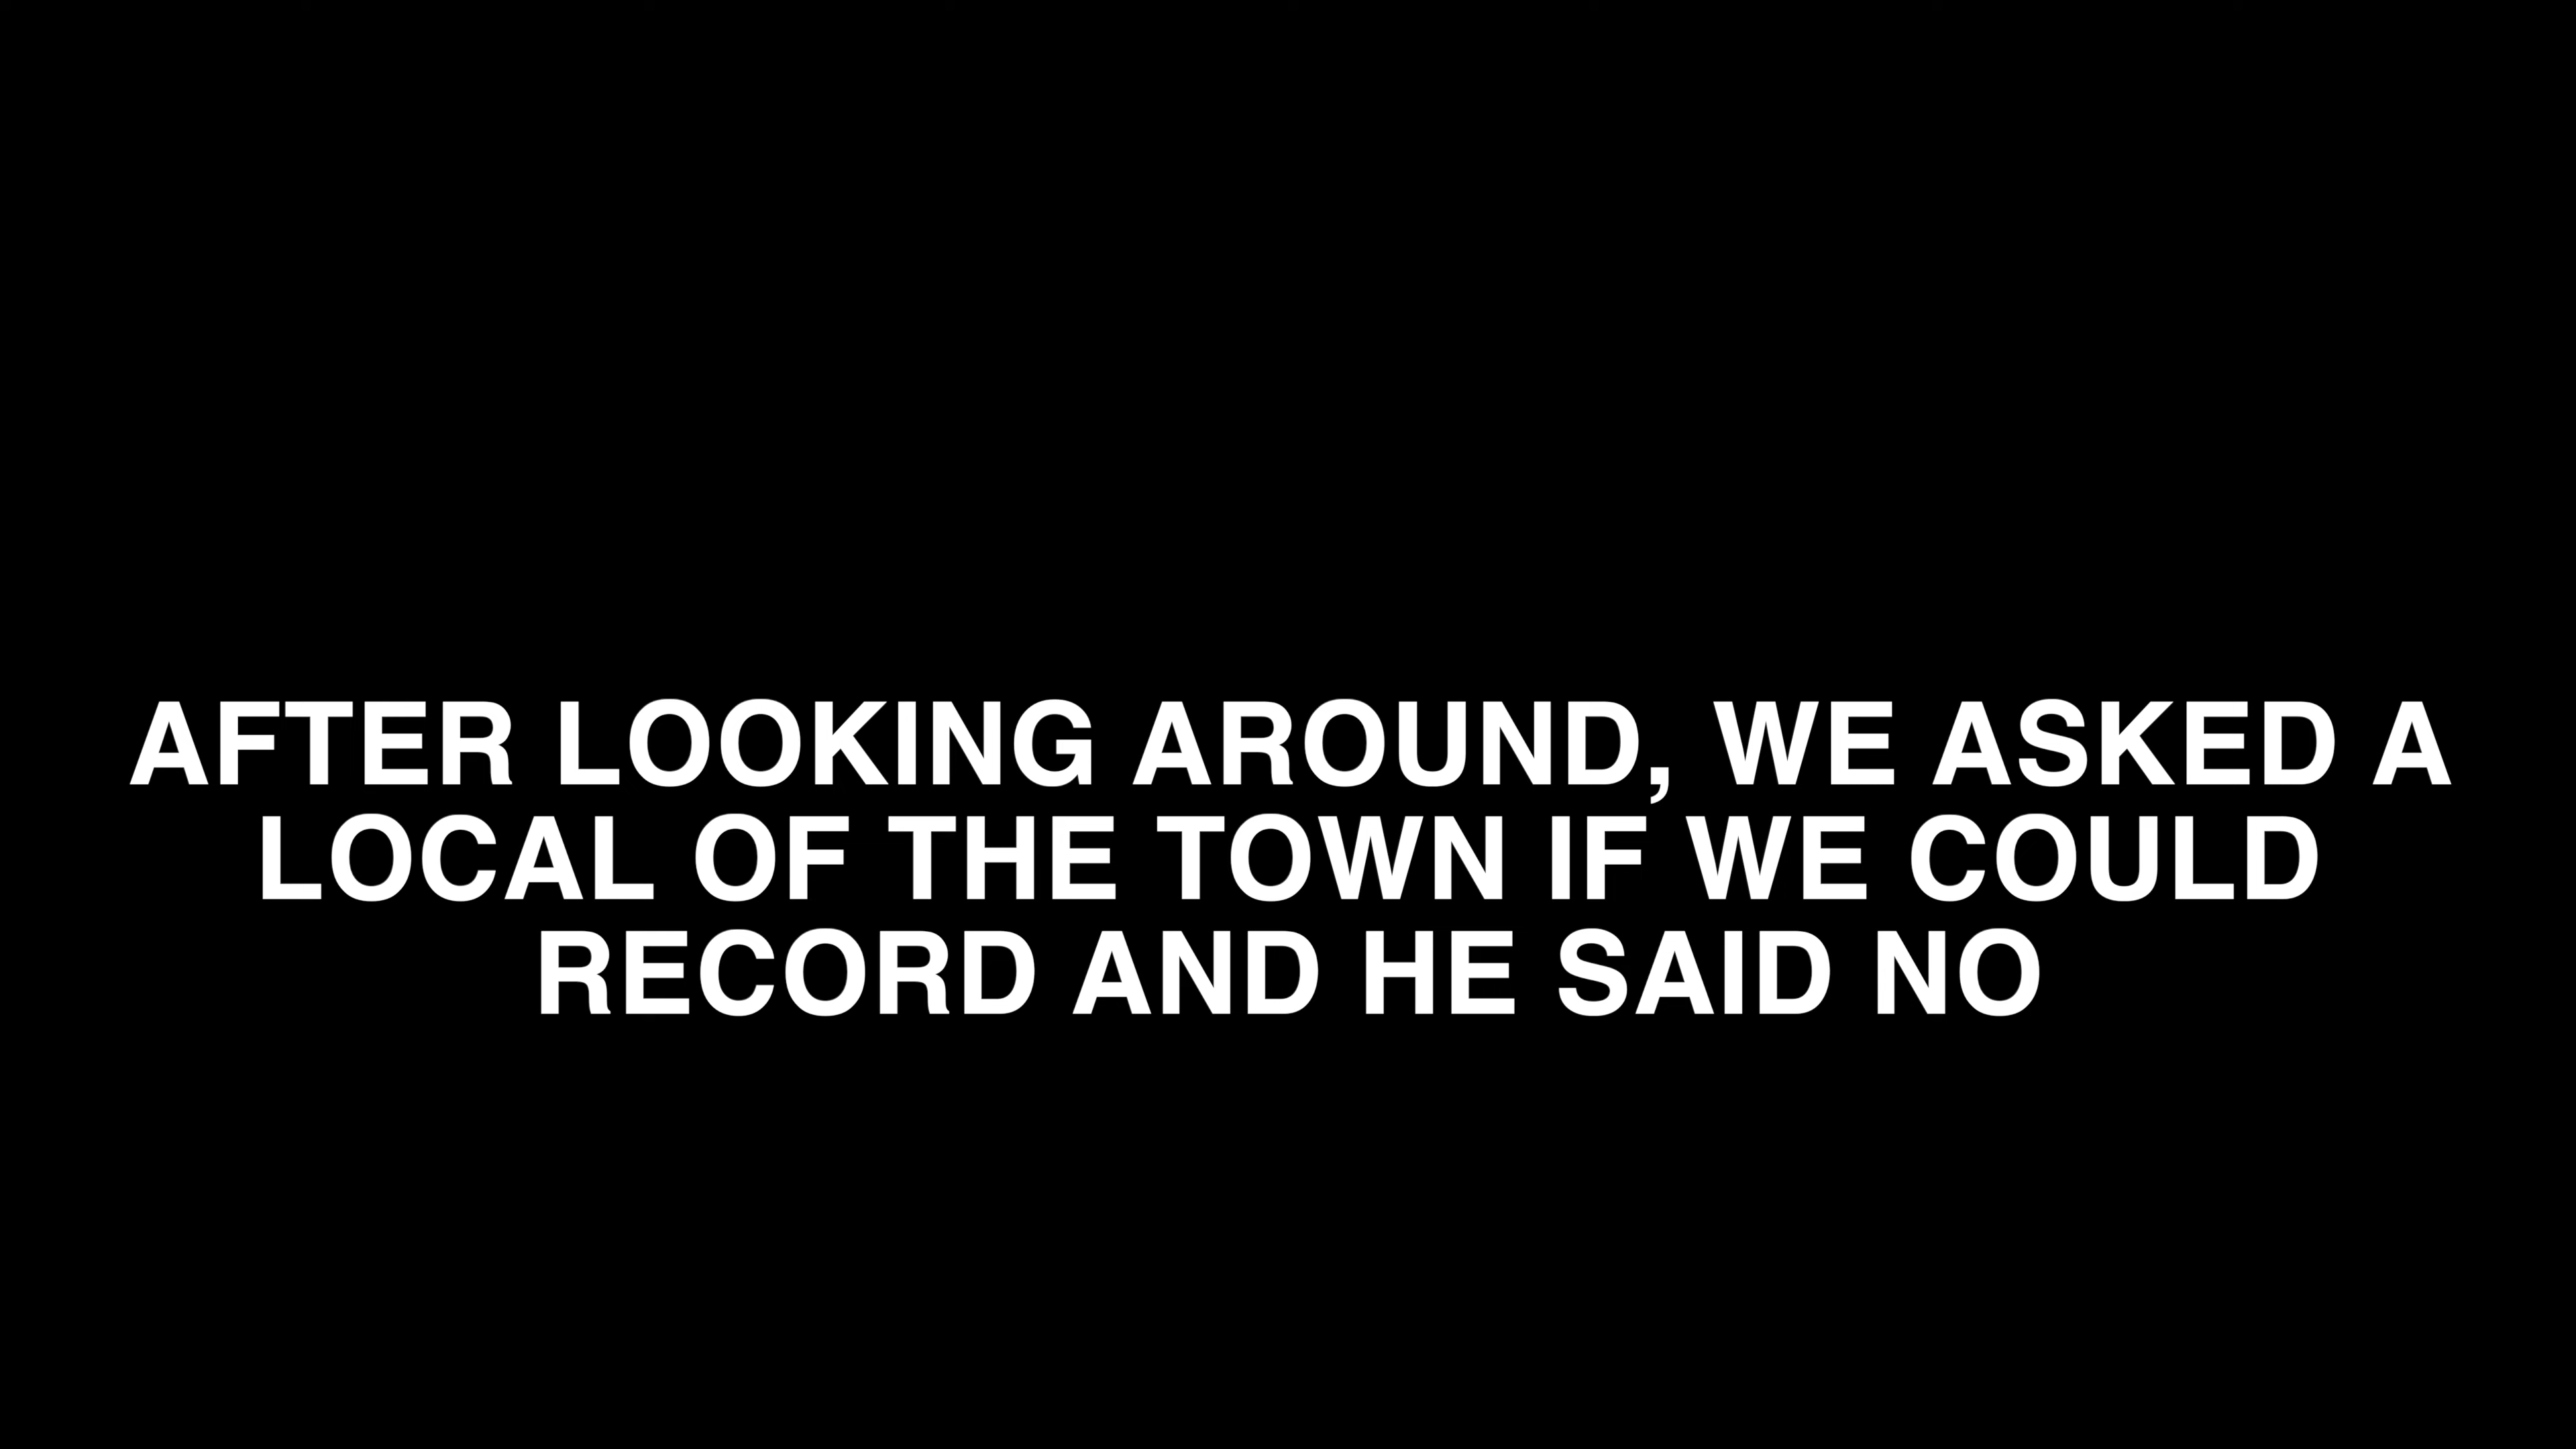 AFTER LOOKING AROUND, WE ASKED A
LOCAL OF THE TOWN IF WE COULD
RECORD AND HE SAID NO